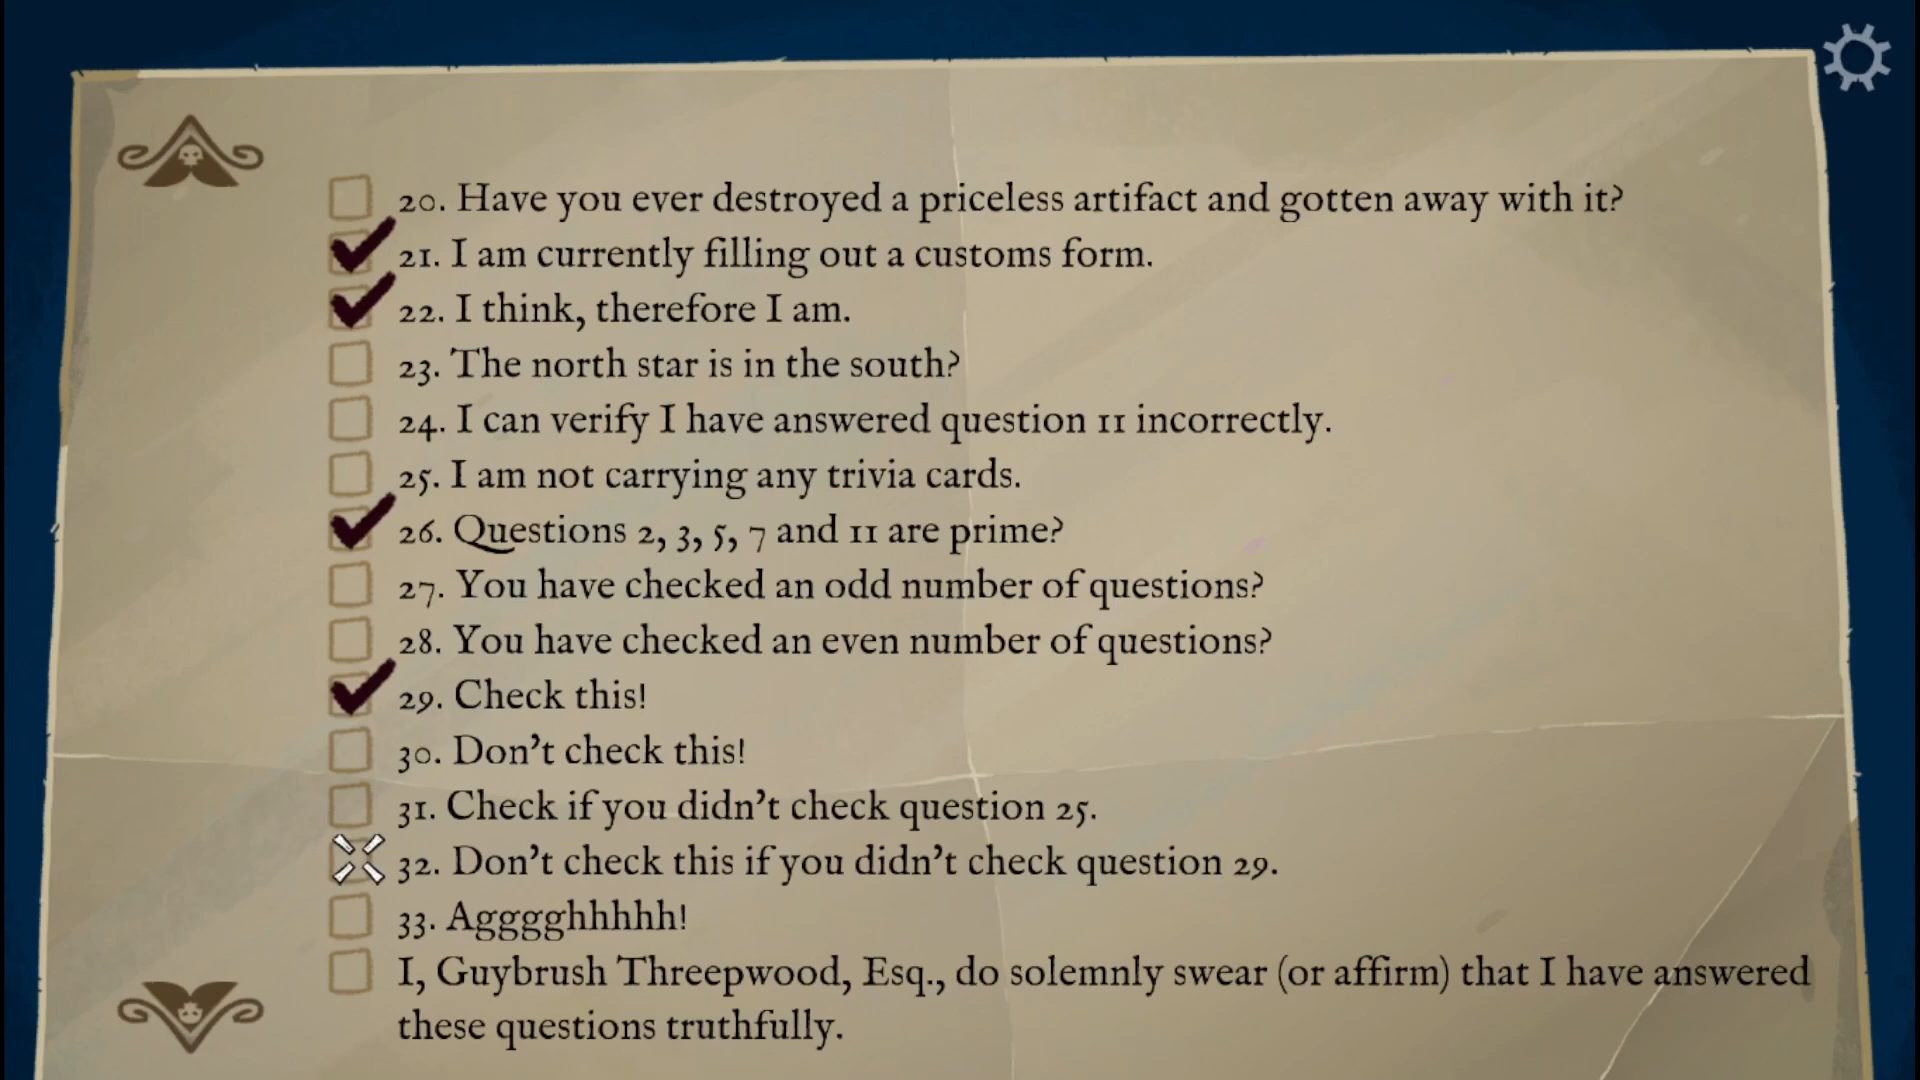 20. Have you ever destroyed a priceless artifact and gotten away with it?
21. I am currently filling out a customs form.
22. I think, therefore I am.
23. The north star is in the south?
24. I can verify I have answered question 11 incorrectly.
25. I am not carrying any trivia cards.
26. Questions 2, 3, 5, 7 and 11 are prime?
27. You have checked an odd number of questions?
28. You have checked an even number of questions?
29. Check this!
30. Don't check this!
31. Check if you didn't check question 25.
32. Don't check this if you didn't check question 29.
33. Agggghhhhh!
I, Guybrush Threepwood, Esq., do solemnly swear (or affirm) that I have answered
these questions truthfully.